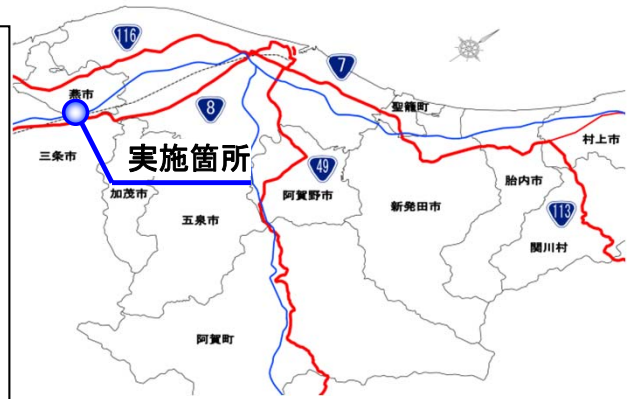 116
7
燕市
8
聖籠町
三条市
実施箇所
49
村上市
加茂市
阿賀野市
新発田市
胎内市
五泉市
113
関川村
阿賀町